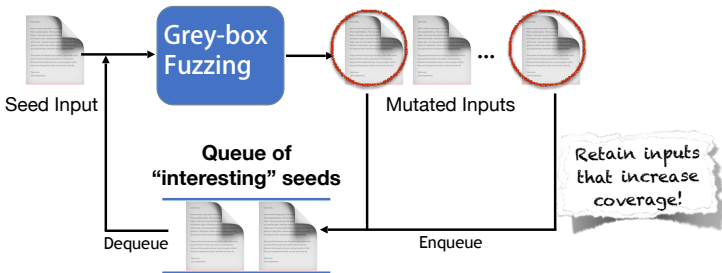 Grey-box
Fuzzing
...
Seed Input
Mutated Inputs
Queue of
“interesting” seeds
Retain inputs
that increase
coverage!
Dequeue
Enqueue